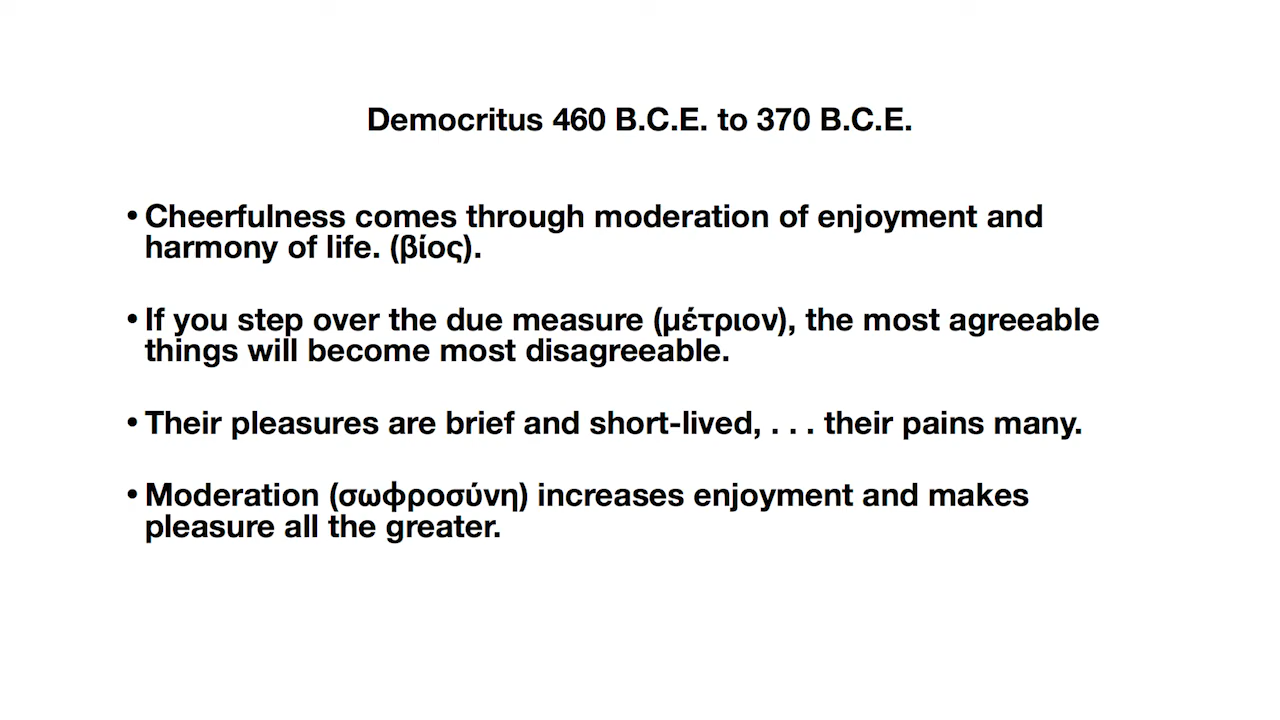 Democritus 460 B.C.E. to 370 B.C.E.
• Cheerfulness comes through moderation of enjoyment and
harmony of life. (βίος).
• If you step over the due measure (μέτριον), the most agreeable
things will become most disagreeable.
• Their pleasures are brief and short-lived, . . . their pains many.
• Moderation (σωφροσύνη) increases enjoyment and makes
pleasure all the greater.